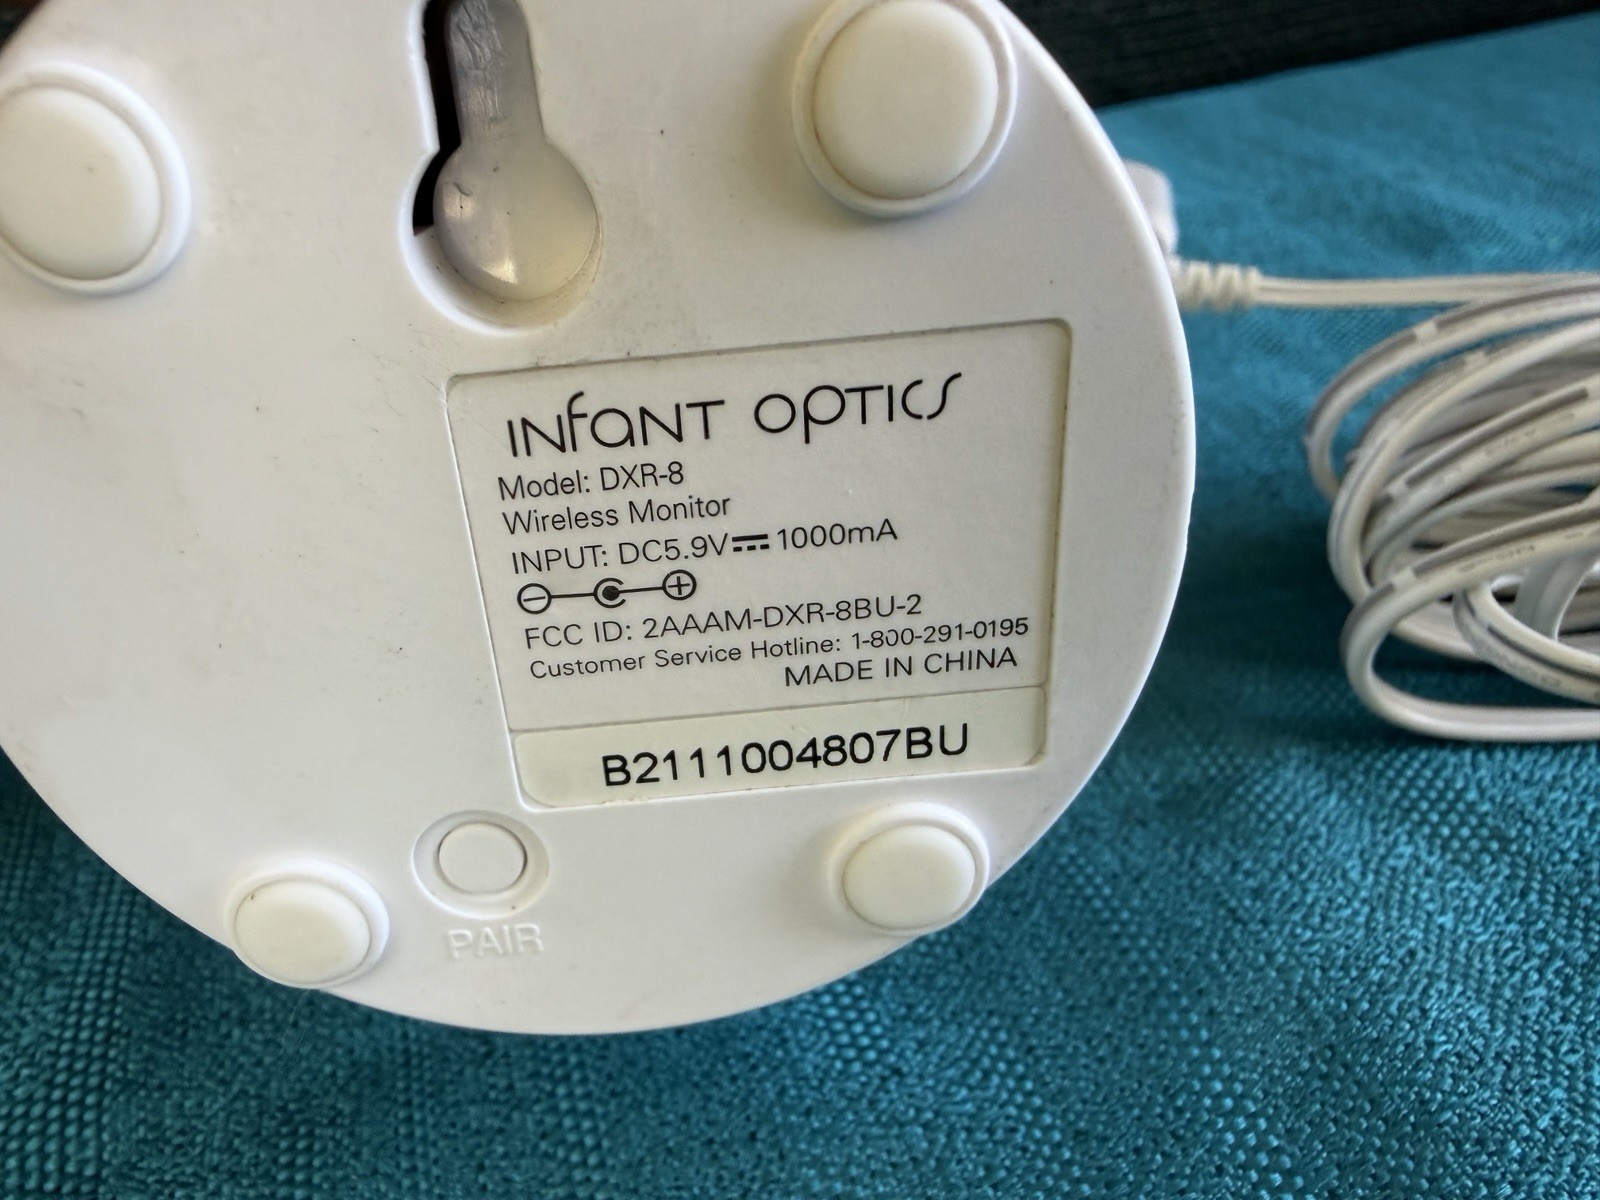 infant optics
Model: DXR-8
Wireless Monitor
INPUT: DC5.9V⎓1000mA
FCC ID: 2AAAM-DXR-8BU-2
Customer Service Hotline: 1-800-291-0195
MADE IN CHINA
B2111004807BU
PAIR